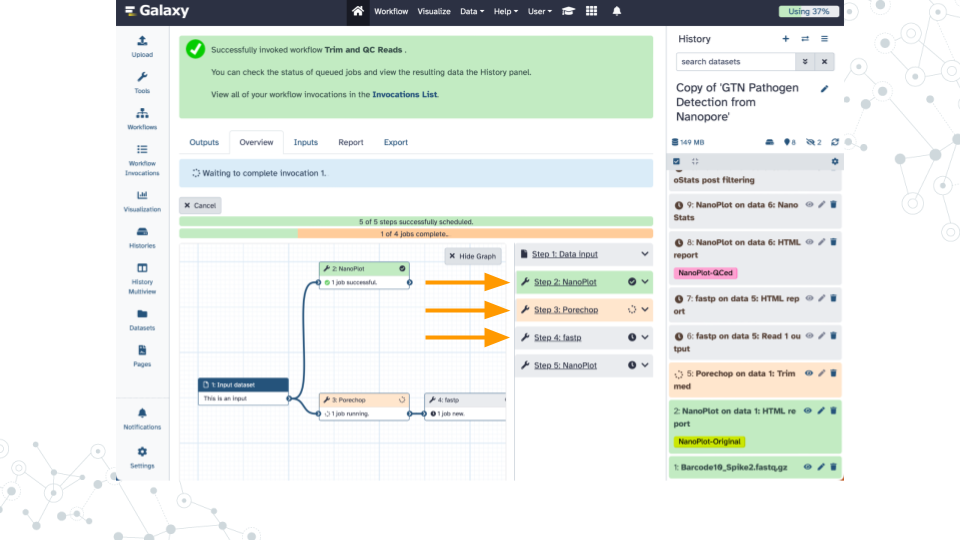 Galaxy
Workflow Visualize Data Help User
Using 37%
Upload
Tools
Workflows
Workflow
Invocations
Visualization
Histories
History
Multiview
Datasets
Pages
Notifications
Settings
Successfully invoked workflow Trim and QC Reads .
You can check the status of queued jobs and view the resulting data the History panel.
View all of your workflow invocations in the Invocations List.
Outputs Overview Inputs Report Export
Waiting to complete invocation 1.
Cancel
5 of 5 steps successfully scheduled.
1 of 4 jobs complete..
Hide Graph
2: NanoPlot
1 job successful.
1: Input dataset
This is an input
3: Porechop
1 job running.
4: fastp
1 job new.
Step 1: Data input
Step 2: NanoPlot
Step 3: Porechop
Step 4: fastp
Step 5: NanoPlot
History
search datasets
Copy of 'GTN Pathogen
Detection from
Nanopore'
149 MB 8 2
oStats post filtering
9: NanoPlot on data 6: Nano
Stats
8: NanoPlot on data 6: HTML
report
NanoPlot-QCed
7: fastp on data 5: HTML rep
ort
6: fastp on data 5: Read 1 ou
tput
5: Porechop on data 1: Trim
med
2: NanoPlot on data 1: HTML re
port
NanoPlot-Original
1: Barcode10_Spike2.fastq.gz